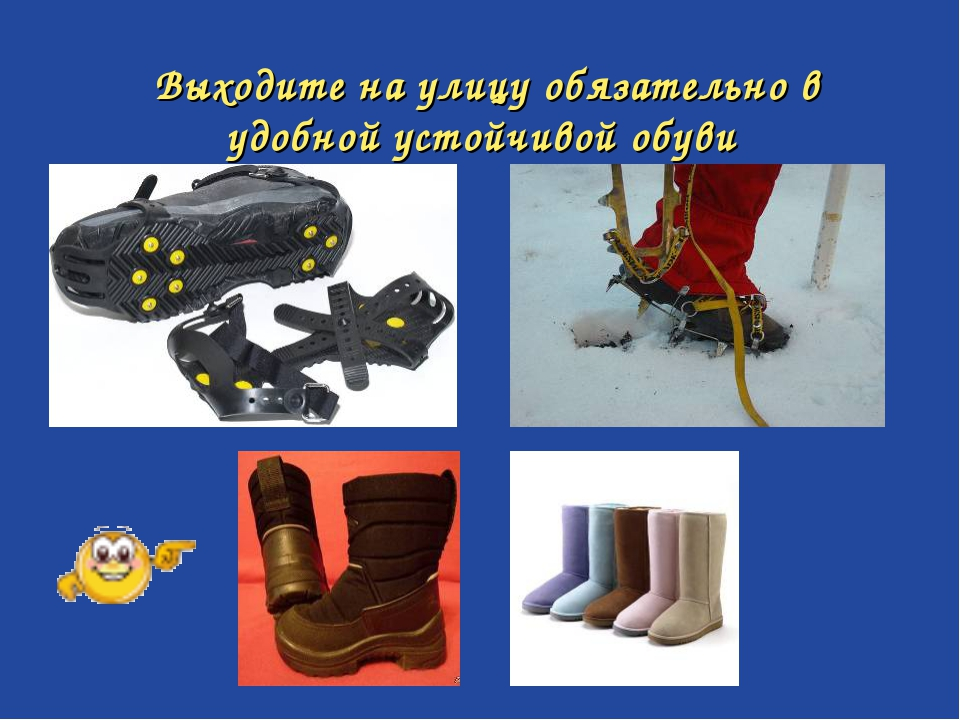 Выходите на улицу обязательно в
удобной устойчивой обуви